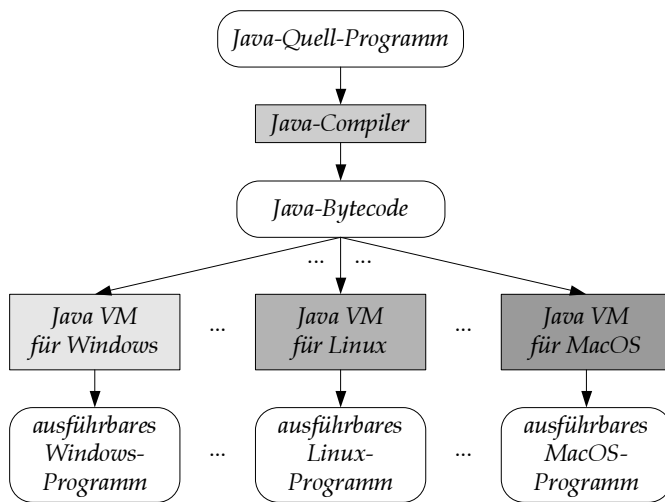 Java-Quell-Programm
Java-Compiler
Java-Bytecode
... ...
Java VM
für Windows
...
Java VM
für Linux
...
Java VM
für MacOS
ausführbares
Windows-
Programm
...
ausführbares
Linux-
Programm
...
ausführbares
MacOS-
Programm